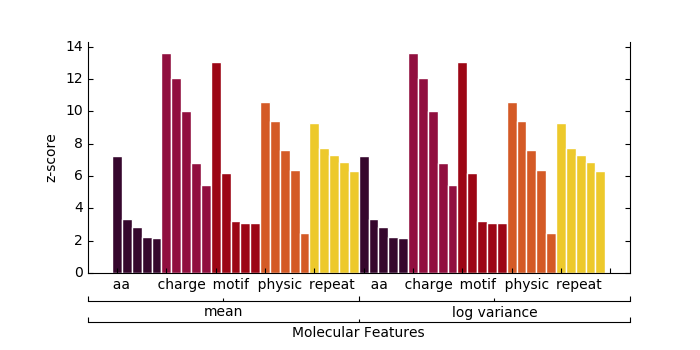 14
12
10
8
6
4
2
0
z-score
aa charge motif physic repeat aa charge motif physic repeat
mean log variance
Molecular Features